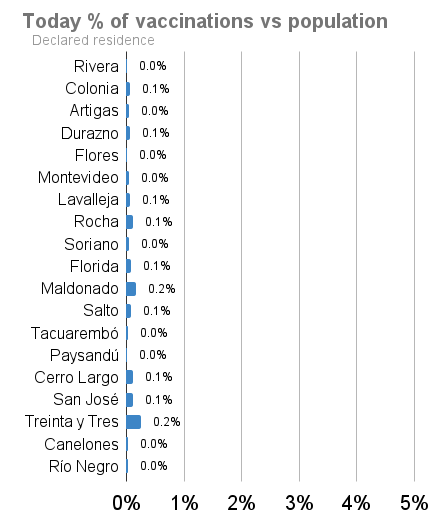 Today % of vaccinations vs population
Declared residence
Rivera 0.0%
Colonia 0.1%
Artigas 0.0%
Durazno 0.1%
Flores 0.0%
Montevideo 0.0%
Lavalleja 0.1%
Rocha 0.1%
Soriano 0.0%
Florida 0.1%
Maldonado 0.2%
Salto 0.1%
Tacuarembó 0.0%
Paysandú 0.0%
Cerro Largo 0.1%
San José 0.1%
Treinta y Tres 0.2%
Canelones 0.0%
Río Negro 0.0%
0% 1% 2% 3% 4% 5%